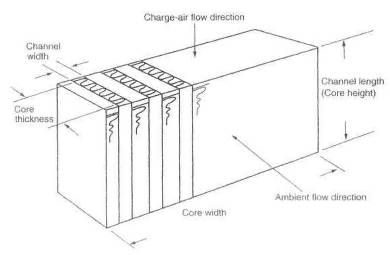 Charge-air flow direction
Channel
width
Core
thickness
Channel length
(Core height)
Ambient flow direction
Core width